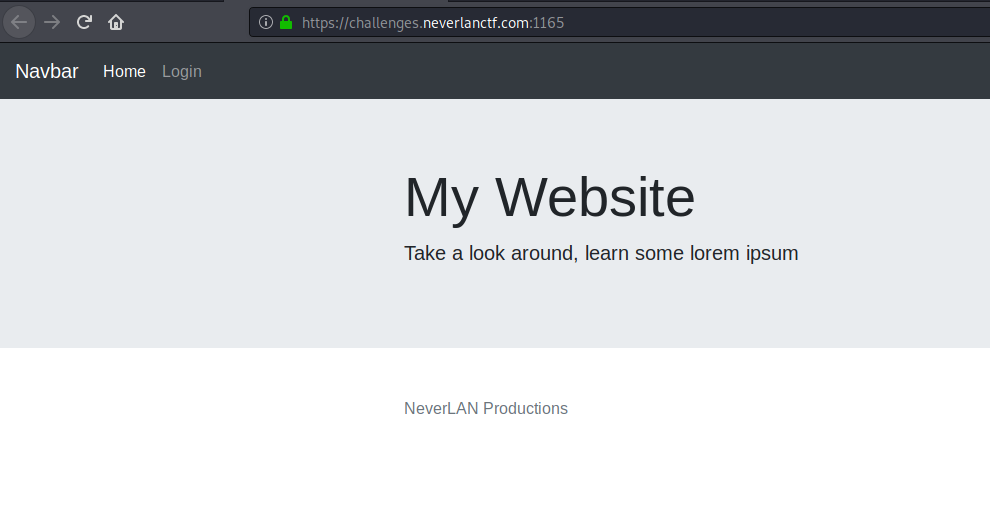 https://challenges.neverlanctf.com:1165
Navbar Home Login
My Website
Take a look around, learn some lorem ipsum
NeverLAN Productions